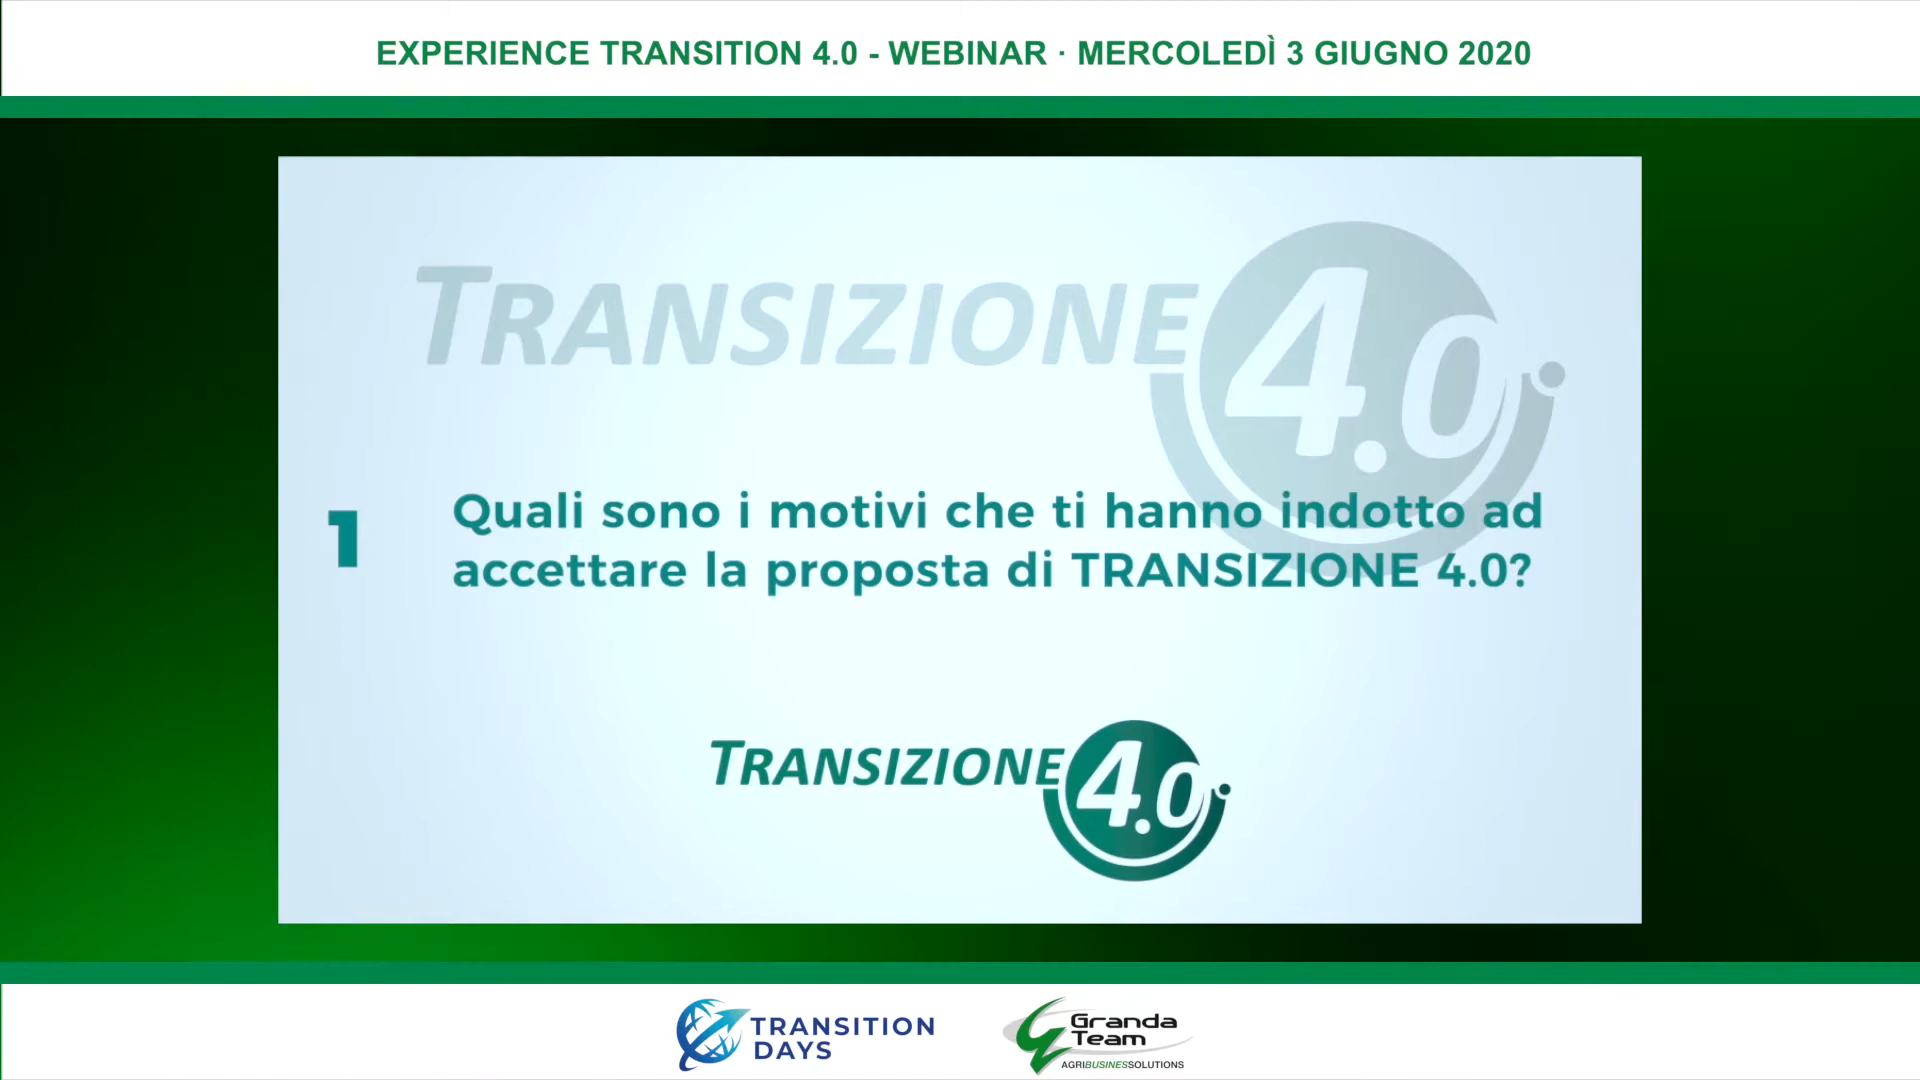 EXPERIENCE TRANSITION 4.0 - WEBINAR · MERCOLEDÌ 3 GIUGNO 2020
TRANSIZIONE 4.0
1
Quali sono i motivi che ti hanno indotto ad
accettare la proposta di TRANSIZIONE 4.0?
TRANSIZIONE 4.0
TRANSITION
DAYS
Granda
Team
AGRIBUSINESSOLUTIONS